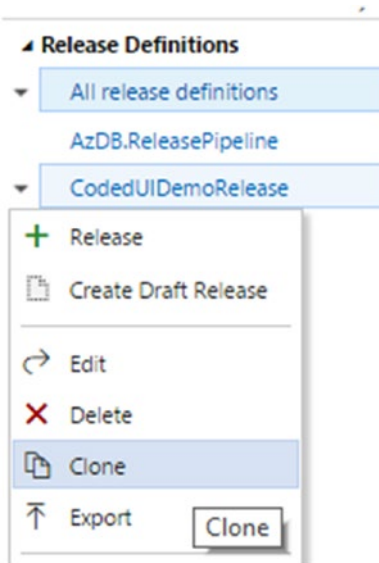 Release Definitions
All release definitions
AzDB.ReleasePipeline
CodedUIDemoRelease
Release
Create Draft Release
Edit
Delete
Clone
Export
Clone